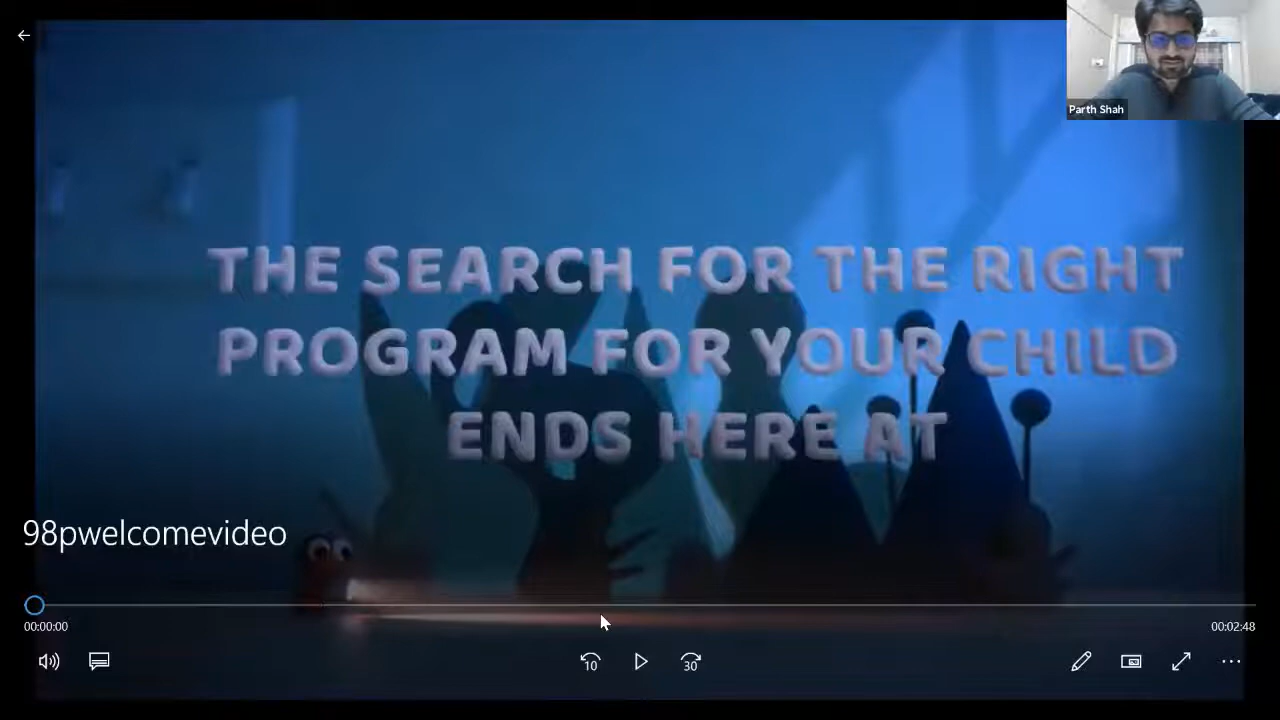 Parth Shah
THE SEARCH FOR THE RIGHT
PROGRAM FOR YOUR CHILD
ENDS HERE AT
98pwelcomevideo
00:00:00
00:02:48
10
30